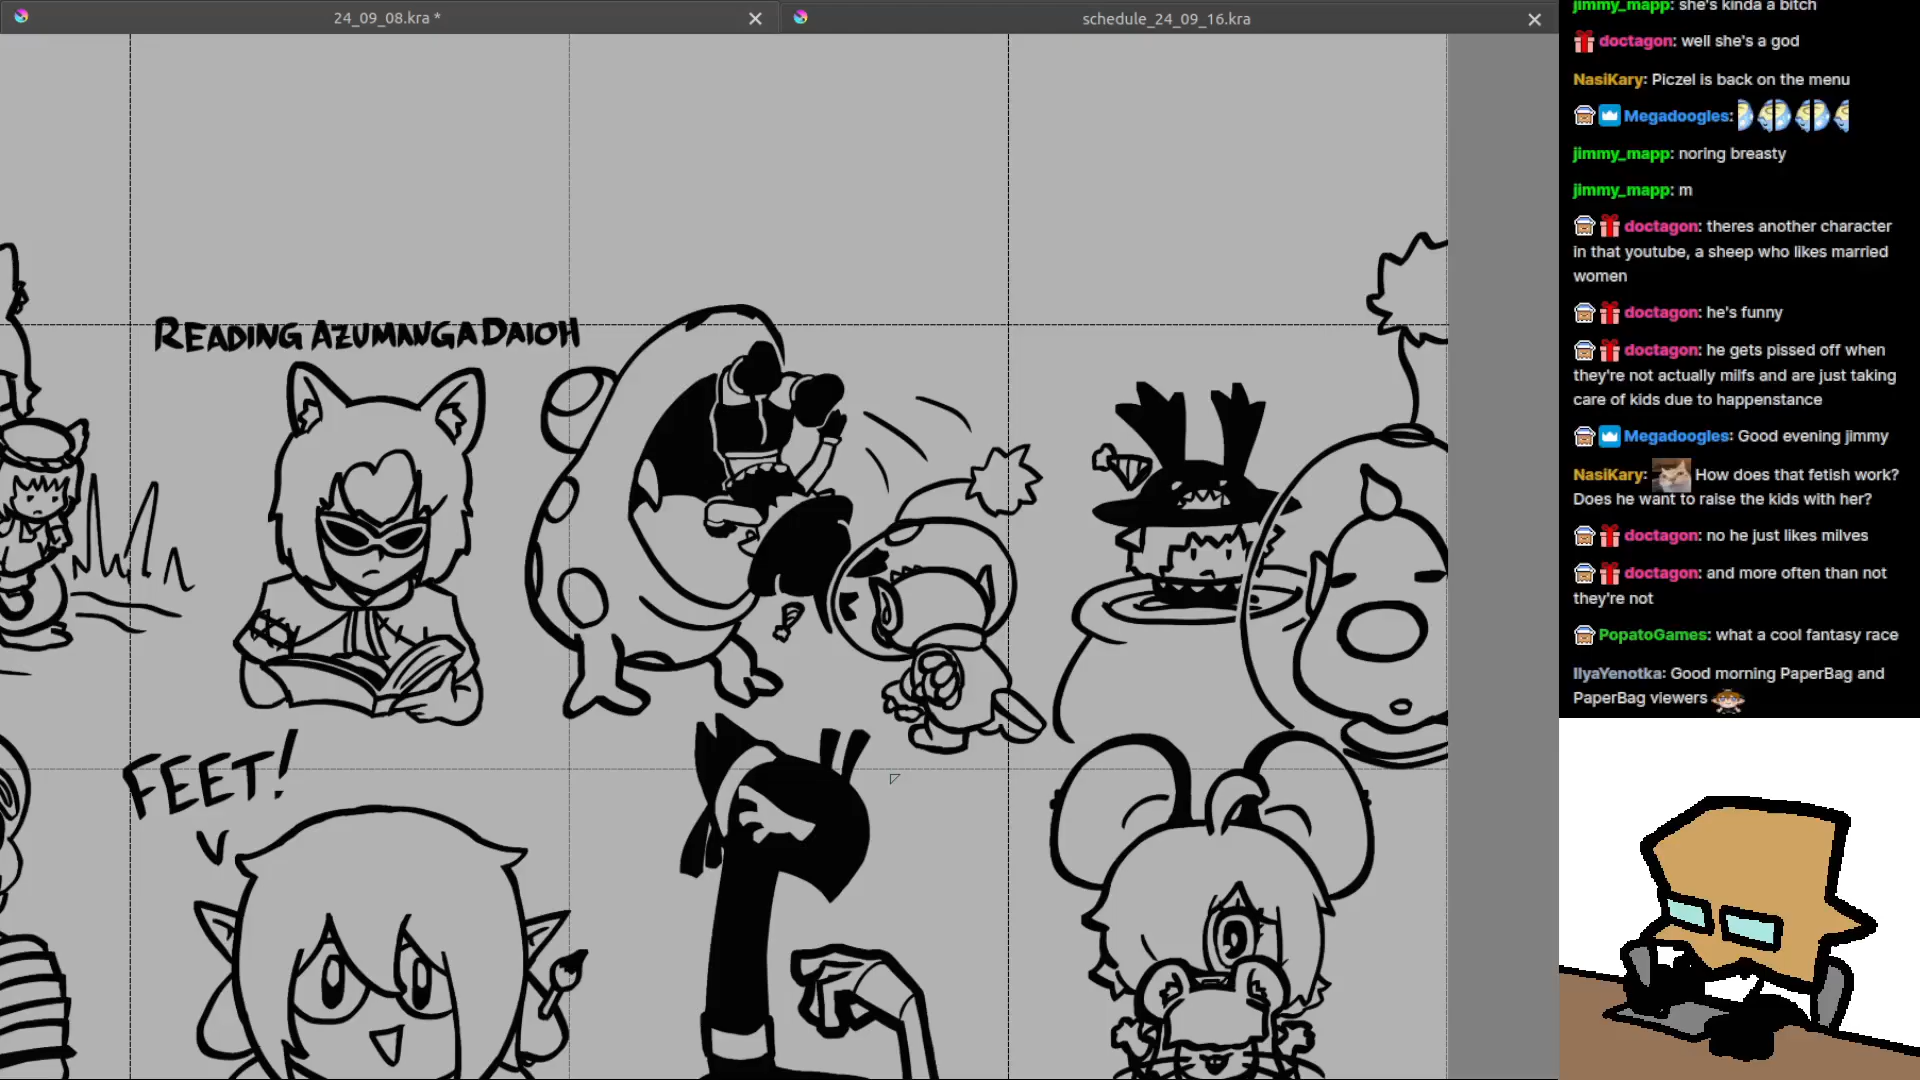 24_09_08.kra *
schedule_24_09_16.kra
READING AZUMANGA DAIOH
FEET!
jimmy_mapp: she's kinda a bitch
doctagon: well she's a god
NasiKary: Piczel is back on the menu
Megadoogles:
jimmy_mapp: noring breasty
jimmy_mapp: m
doctagon: theres another character
in that youtube, a sheep who likes married
women
doctagon: he's funny
doctagon: he gets pissed off when
they're not actually milfs and are just taking
care of kids due to happenstance
Megadoogles: Good evening jimmy
NasiKary: How does that fetish work?
Does he want to raise the kids with her?
doctagon: no he just likes milves
doctagon: and more often than not
they're not
PopatoGames: what a cool fantasy race
IlyaYenotka: Good morning PaperBag and
PaperBag viewers